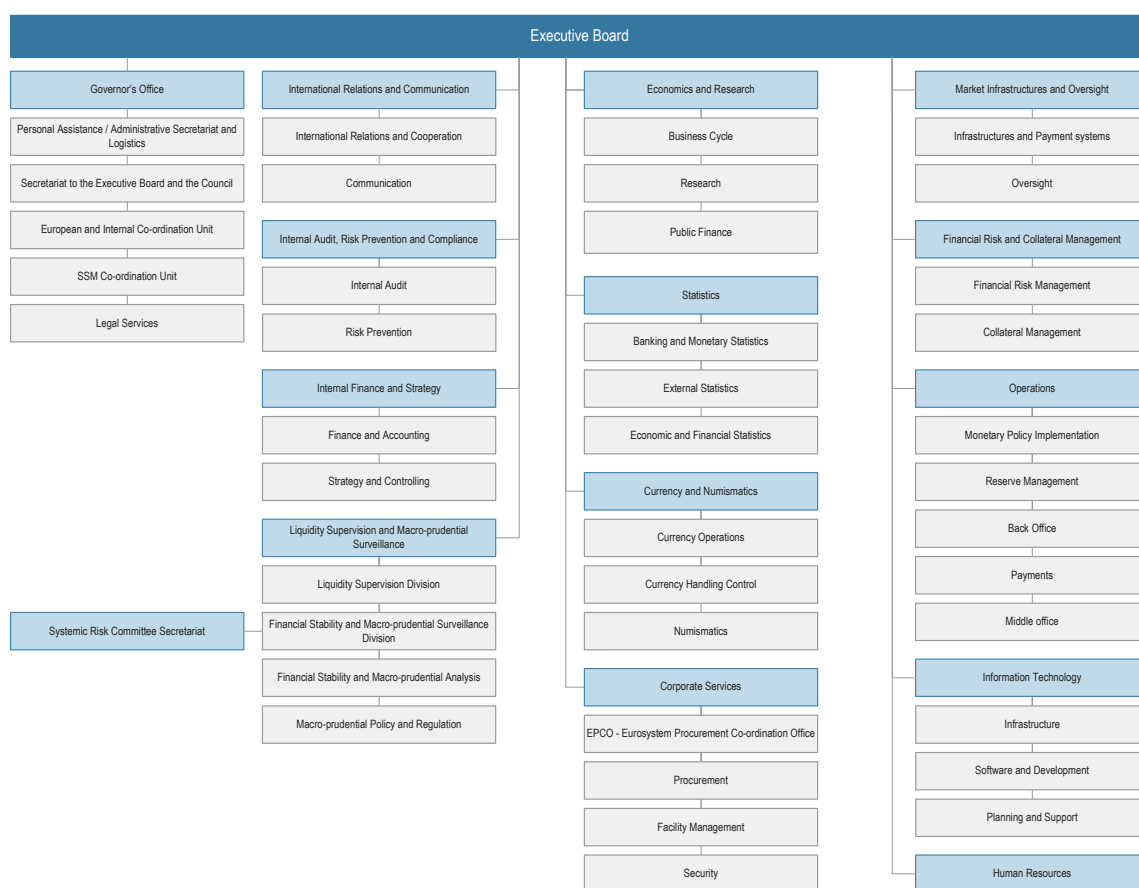 Executive Board
Governor's Office
Personal Assistance / Administrative Secretariat and
Logistics
Secretariat to the Executive Board and the Council
European and Internal Co-ordination Unit
SSM Co-ordination Unit
Legal Services
Systemic Risk Committee Secretariat
International Relations and Communication
International Relations and Cooperation
Communication
Internal Audit, Risk Prevention and Compliance
Internal Audit
Risk Prevention
Internal Finance and Strategy
Finance and Accounting
Strategy and Controlling
Liquidity Supervision and Macro-prudential
Surveillance
Liquidity Supervision Division
Financial Stability and Macro-prudential Surveillance
Division
Financial Stability and Macro-prudential Analysis
Macro-prudential Policy and Regulation
Economics and Research
Business Cycle
Research
Public Finance
Statistics
Banking and Monetary Statistics
External Statistics
Economic and Financial Statistics
Currency and Numismatics
Currency Operations
Currency Handling Control
Numismatics
Corporate Services
EPCO - Eurosystem Procurement Co-ordination Office
Procurement
Facility Management
Security
Market Infrastructures and Oversight
Infrastructures and Payment systems
Oversight
Financial Risk and Collateral Management
Financial Risk Management
Collateral Management
Operations
Monetary Policy Implementation
Reserve Management
Back Office
Payments
Middle office
Information Technology
Infrastructure
Software and Development
Planning and Support
Human Resources